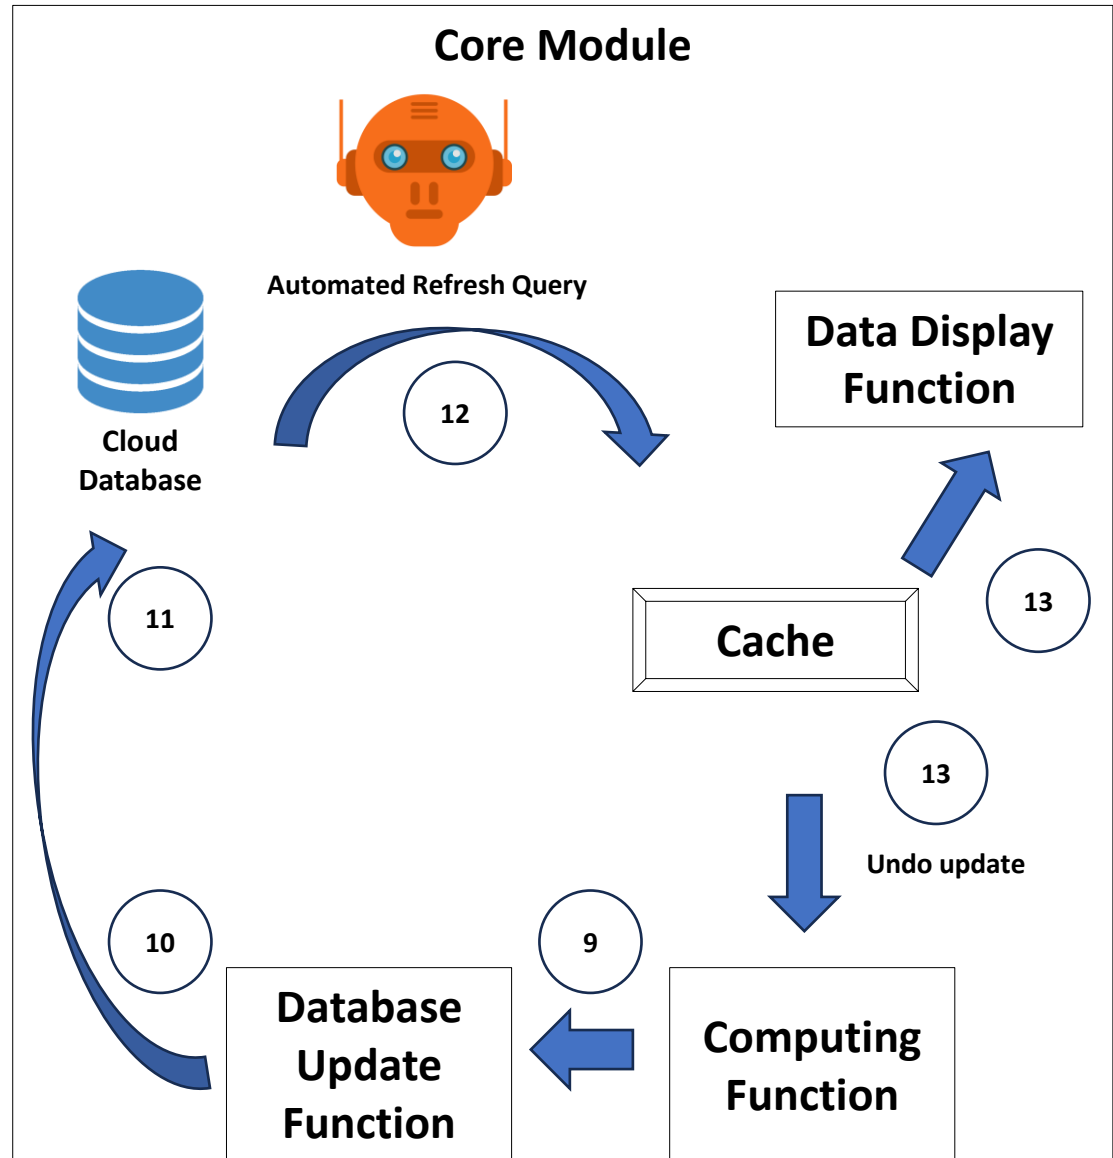 Core Module
Automated Refresh Query
Data Display
Function
12
Cloud
Database
11
13
Cache
13
Undo update
10
9
Database
Update
Function
Computing
Function